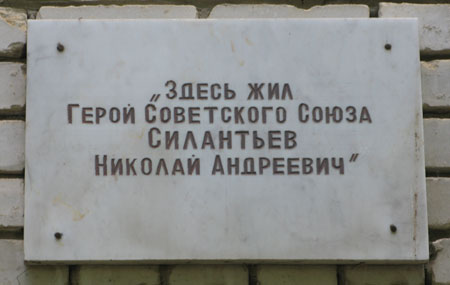 „Здесь жил
Герой Советского Союза
Силантьев
Николай Андреевич"